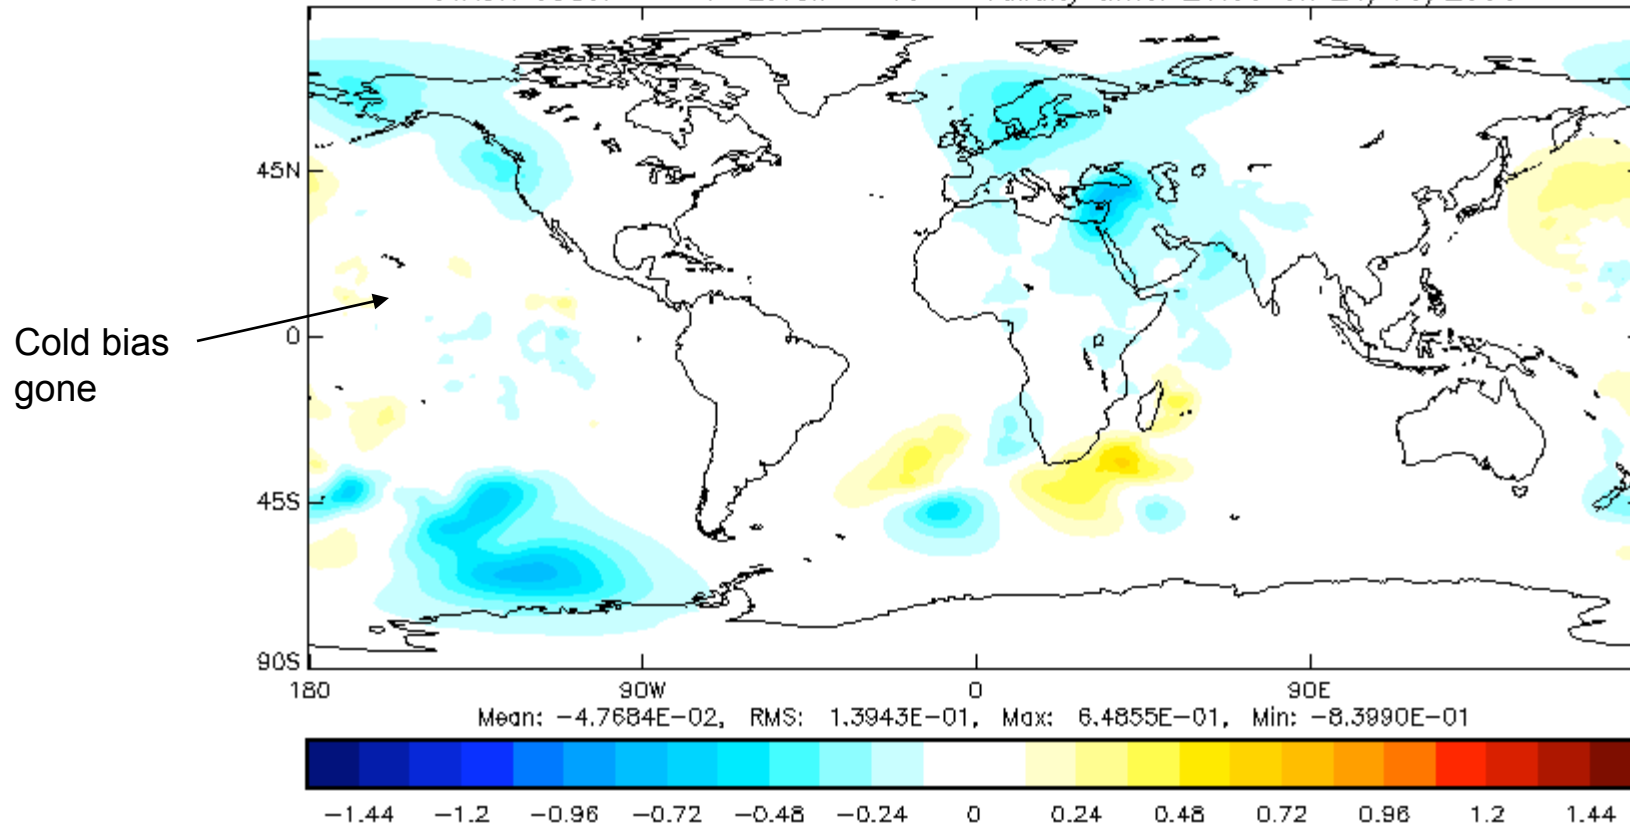 45N
Cold bias
gone
0
45S
90S
180 90W 0 90E
Mean: -4.7684E-02, RMS: 1.3943E-01, Max: 6.4855E-01, Min: -8.3990E-01
-1.44 -1.2 -0.96 -0.72 -0.48 -0.24 0 0.24 0.48 0.72 0.96 1.2 1.44